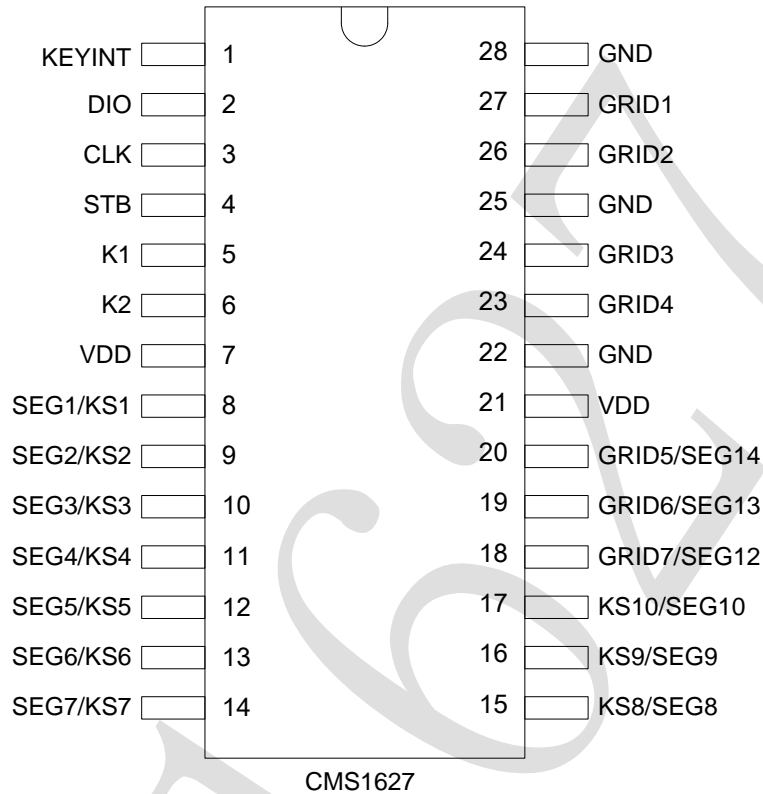 KEYINT 1 28 GND
DIO 2 27 GRID1
CLK 3 26 GRID2
STB 4 25 GND
K1 5 24 GRID3
K2 6 23 GRID4
VDD 7 22 GND
SEG1/KS1 8 21 VDD
SEG2/KS2 9 20 GRID5/SEG14
SEG3/KS3 10 19 GRID6/SEG13
SEG4/KS4 11 18 GRID7/SEG12
SEG5/KS5 12 17 KS10/SEG10
SEG6/KS6 13 16 KS9/SEG9
SEG7/KS7 14 15 KS8/SEG8
CMS1627
627